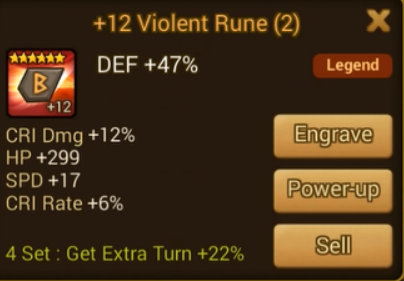 +12 Violent Rune (2)
DEF +47%
Legend
+12
CRI Dmg +12%
HP +299
SPD +17
CRI Rate +6%
4 Set : Get Extra Turn +22%
Engrave
Power-up
Sell